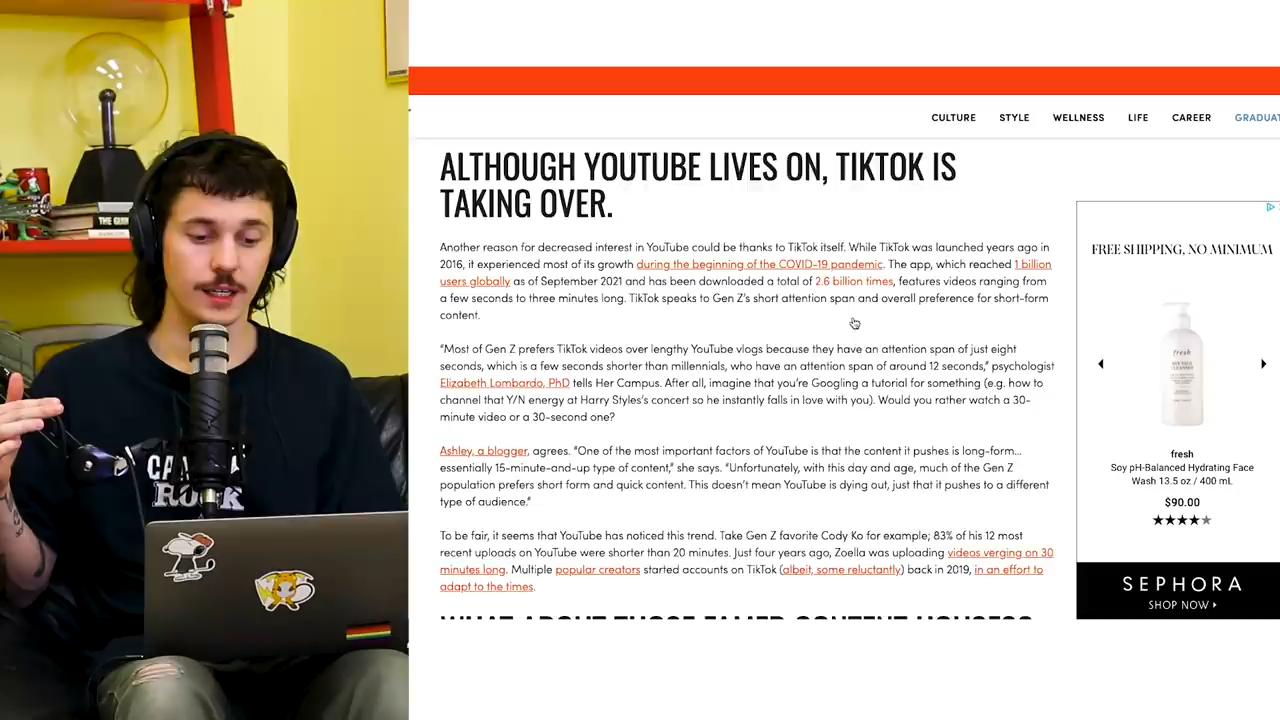 THE GUN
CA
POPULATION
ROCK
CULTURE STYLE WELLNESS LIFE CAREER GRADUAT
ALTHOUGH YOUTUBE LIVES ON, TIKTOK IS
TAKING OVER.
Another reason for decreased interest in YouTube could be thanks to TikTok itself. While TikTok was launched years ago in
2016, it experienced most of its growth during the beginning of the COVID-19 pandemic. The app, which reached 1 billion
users globally as of September 2021 and has been downloaded a total of 2.6 billion times, features videos ranging from
a few seconds to three minutes long. TikTok speaks to Gen Z's short attention span and overall preference for short-form
content.
“Most of Gen Z prefers TikTok videos over lengthy YouTube vlogs because they have an attention span of just eight
seconds, which is a few seconds shorter than millennials, who have an attention span of around 12 seconds,” psychologist
Elizabeth Lombardo, PhD tells Her Campus. After all, imagine that you're Googling a tutorial for something (e.g. how to
channel that Y/N energy at Harry Styles's concert so he instantly falls in love with you). Would you rather watch a 30-
minute video or a 30-second one?
Ashley, a blogger, agrees. “One of the most important factors of YouTube is that the content it pushes is long-form…
essentially 15-minute-and-up type of content,” she says. “Unfortunately, with this day and age, much of the Gen Z
population prefers short form and quick content. This doesn't mean YouTube is dying out, just that it pushes to a different
type of audience.”
To be fair, it seems that YouTube has noticed this trend. Take Gen Z favorite Cody Ko for example; 83% of his 12 most
recent uploads on YouTube were shorter than 20 minutes. Just four years ago, Zoella was uploading videos verging on 30
minutes long. Multiple popular creators started accounts on TikTok (albeit, some reluctantly) back in 2019, in an effort to
adapt to the times.
WHAT ABOUT THOSE FAMED CONTENT HOUSES?
FREE SHIPPING, NO MINIMUM
fresh
fresh
Soy pH-Balanced Hydrating Face
Wash 13.5 oz / 400 mL
$90.00
SEPHORA
SHOP NOW